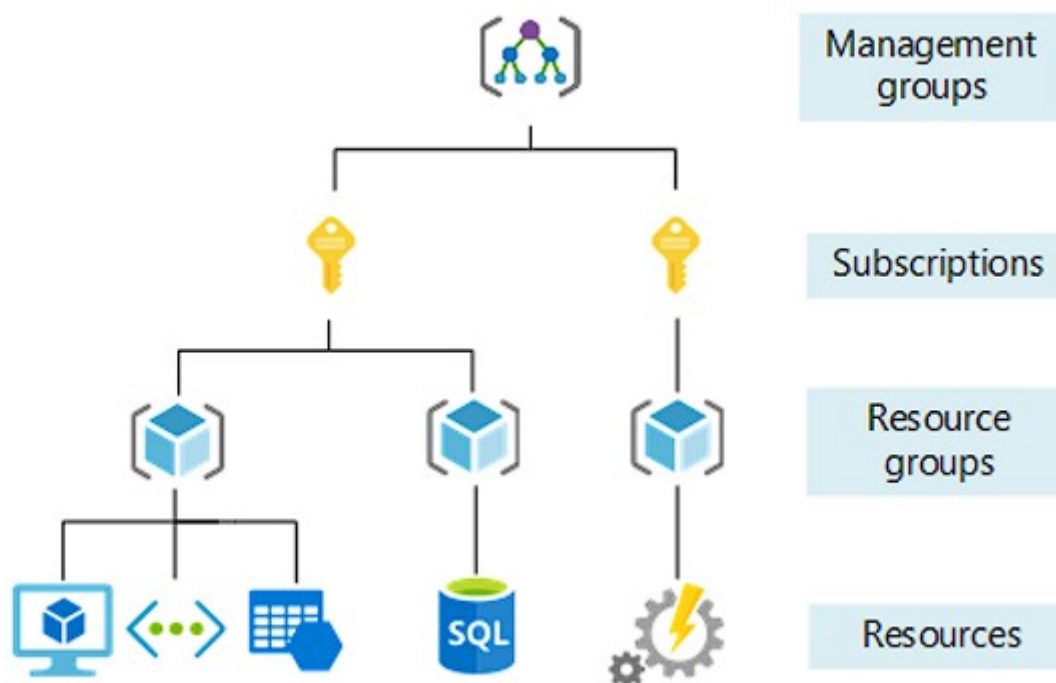 Management
groups
Subscriptions
Resource
groups
SQL
Resources